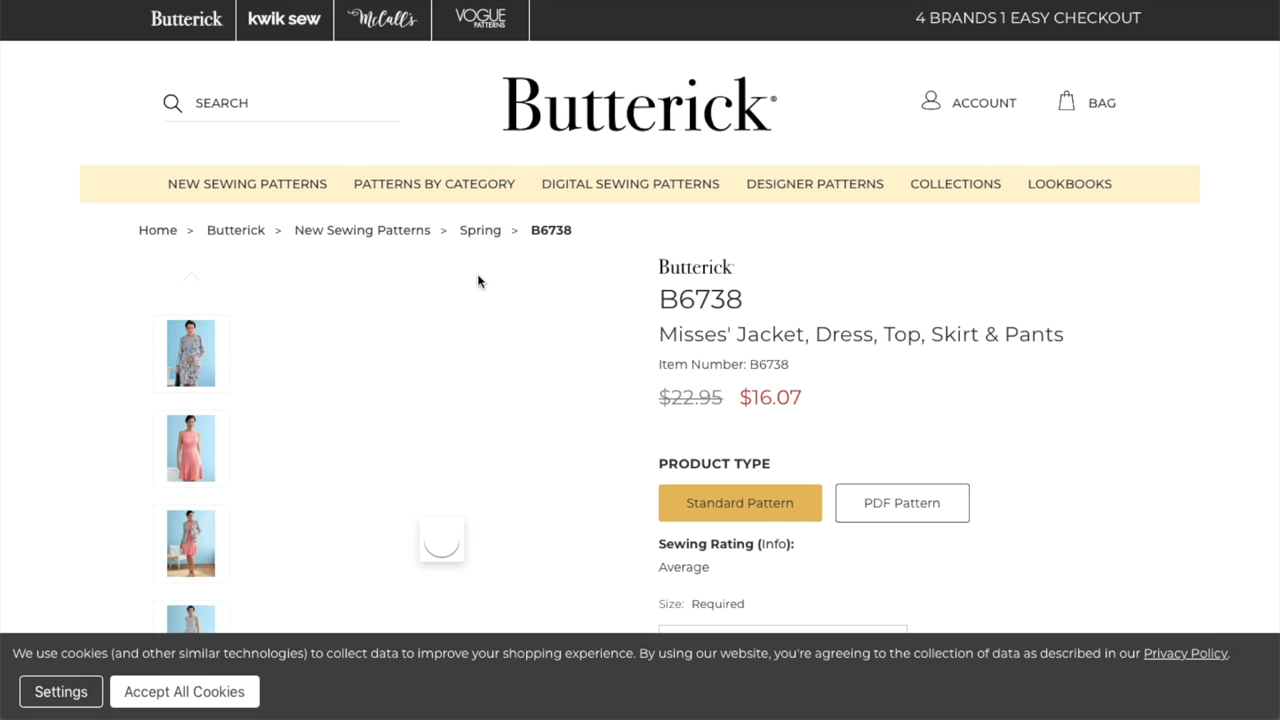 Butterick kwik sew McCall's VOGUE PATTERNS 4 BRANDS 1 EASY CHECKOUT
SEARCH Butterick® ACCOUNT BAG
NEW SEWING PATTERNS PATTERNS BY CATEGORY DIGITAL SEWING PATTERNS DESIGNER PATTERNS COLLECTIONS LOOKBOOKS
Home > Butterick > New Sewing Patterns > Spring > B6738
Butterick
B6738
Misses' Jacket, Dress, Top, Skirt & Pants
Item Number: B6738
$22.95 $16.07
PRODUCT TYPE
Standard Pattern PDF Pattern
Sewing Rating (Info):
Average
Size: Required
We use cookies (and other similar technologies) to collect data to improve your shopping experience. By using our website, you're agreeing to the collection of data as described in our Privacy Policy.
Settings Accept All Cookies